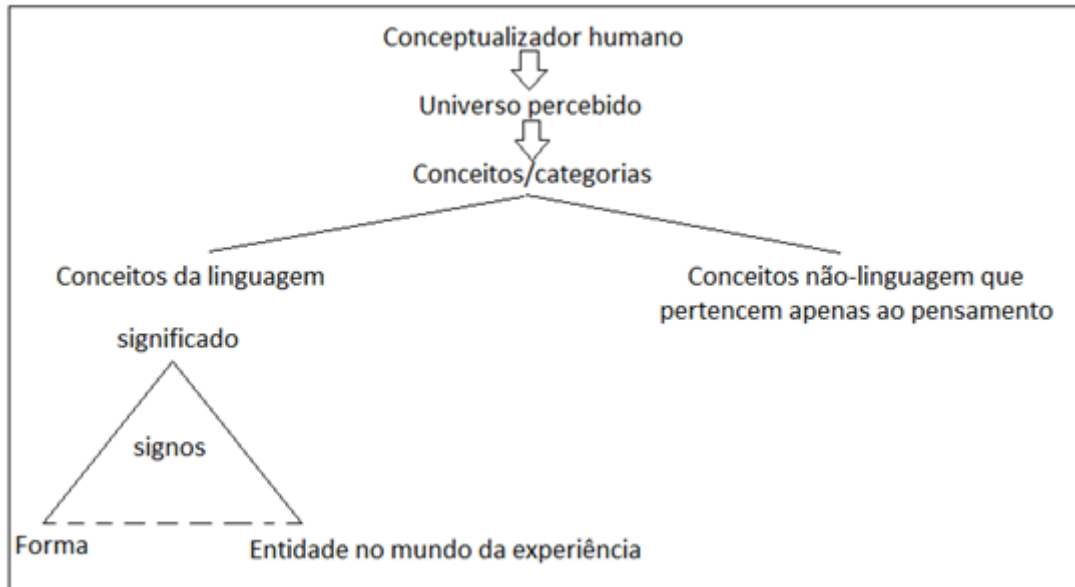 Conceptualizador humano
Universo percebido
Conceitos/categorias
Conceitos da linguagem
Conceitos não-linguagem que
pertencem apenas ao pensamento
significado
signos
Forma
Entidade no mundo da experiência